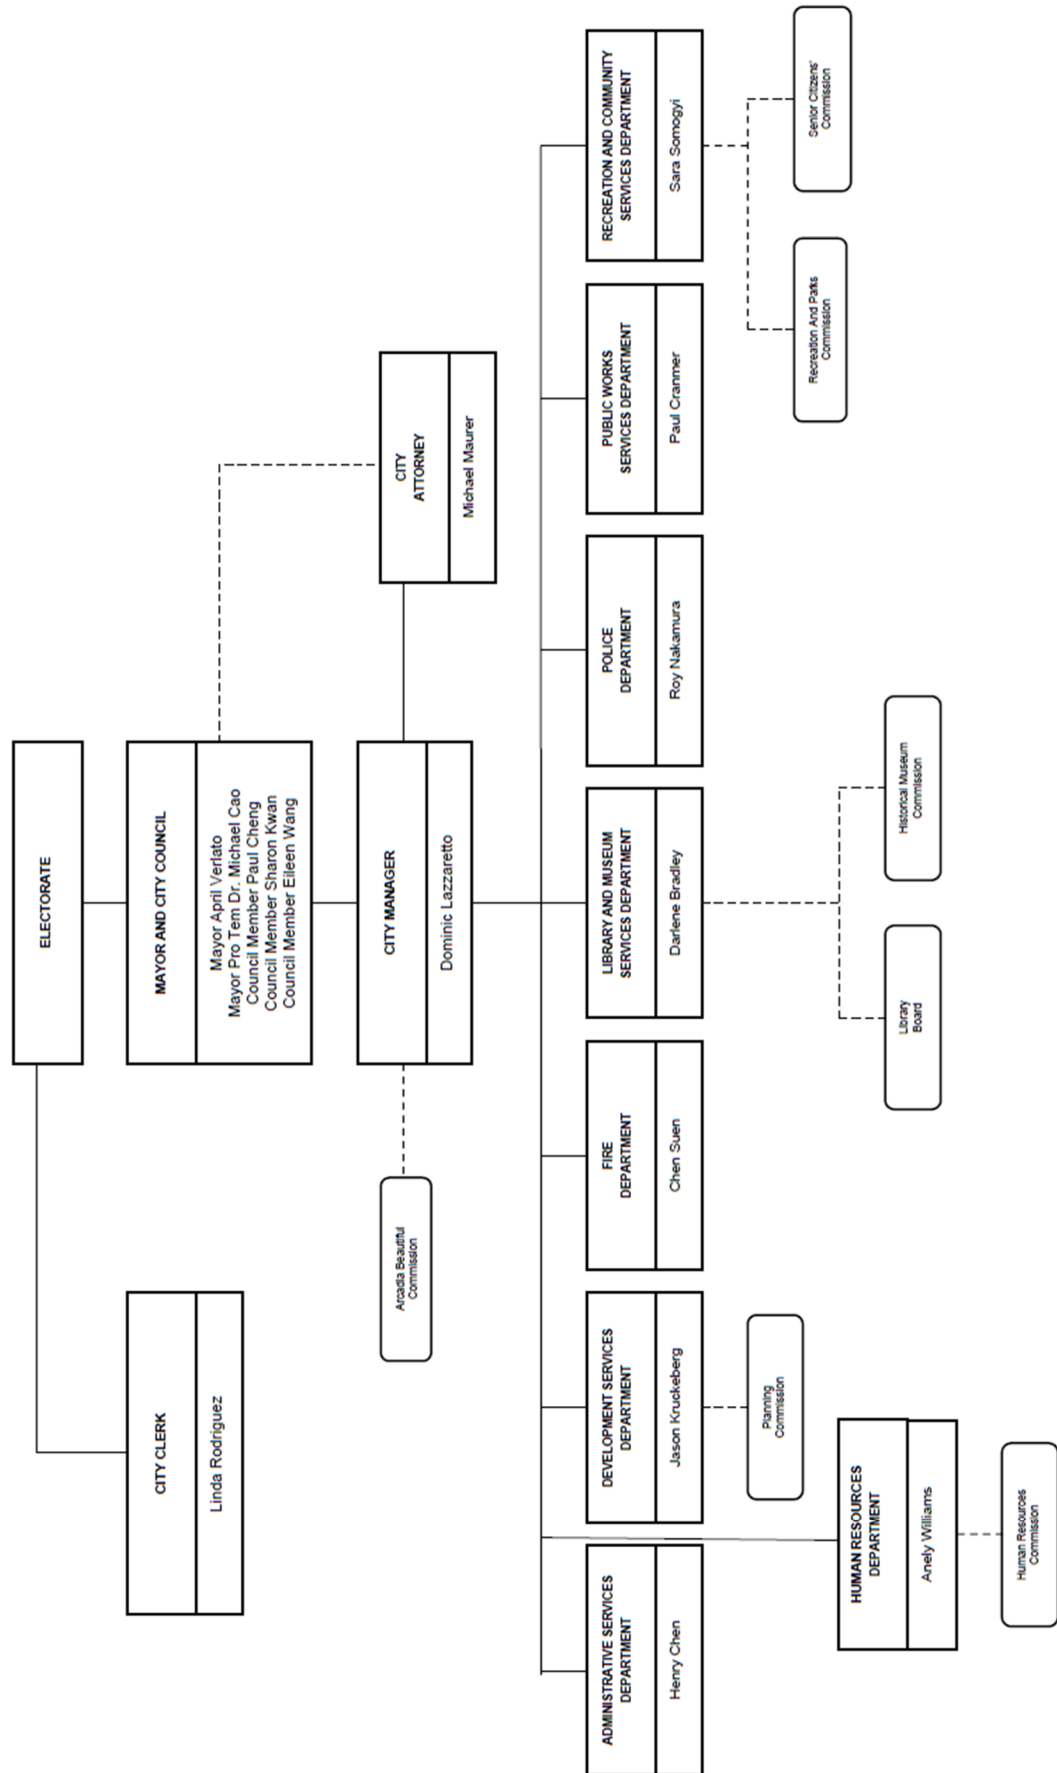 ELECTORATE
CITY CLERK
Linda Rodriguez
MAYOR AND CITY COUNCIL
Mayor April Verlato
Mayor Pro Tem Dr. Michael Cao
Council Member Paul Cheng
Council Member Sharon Kwan
Council Member Eileen Wang
Arcadia Beautiful
Commission
CITY MANAGER
Dominic Lazzaretto
CITY
ATTORNEY
Michael Maurer
ADMINISTRATIVE SERVICES
DEPARTMENT
Henry Chen
DEVELOPMENT SERVICES
DEPARTMENT
Jason Kruckeberg
FIRE
DEPARTMENT
Chen Suen
LIBRARY AND MUSEUM
SERVICES DEPARTMENT
Darlene Bradley
POLICE
DEPARTMENT
Roy Nakamura
PUBLIC WORKS
SERVICES DEPARTMENT
Paul Cranmer
RECREATION AND COMMUNITY
SERVICES DEPARTMENT
Sara Somogyi
Planning
Commission
Recreation And Parks
Commission
Senior Citizens'
Commission
HUMAN RESOURCES
DEPARTMENT
Anely Williams
Library
Board
Historical Museum
Commission
Human Resources
Commission